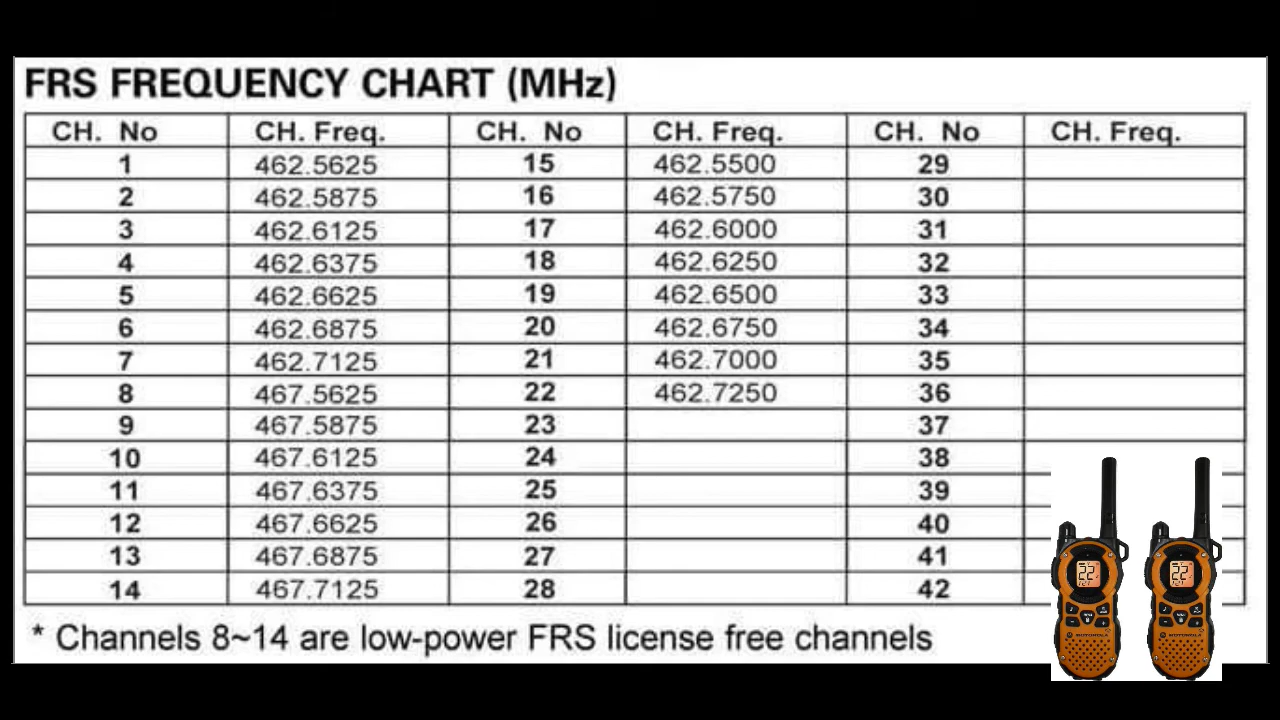 FRS FREQUENCY CHART (MHz)
CH. No CH. Freq. CH. No CH. Freq. CH. No CH. Freq.
1 462.5625 15 462.5500 29
2 462.5875 16 462.5750 30
3 462.6125 17 462.6000 31
4 462.6375 18 462.6250 32
5 462.6625 19 462.6500 33
6 462.6875 20 462.6750 34
7 462.7125 21 462.7000 35
8 467.5625 22 462.7250 36
9 467.5875 23 37
10 467.6125 24 38
11 467.6375 25 39
12 467.6625 26 40
13 467.6875 27 41
14 467.7125 28 42
22 22
MOTOROLA MOTOROLA
* Channels 8~14 are low-power FRS license free channels